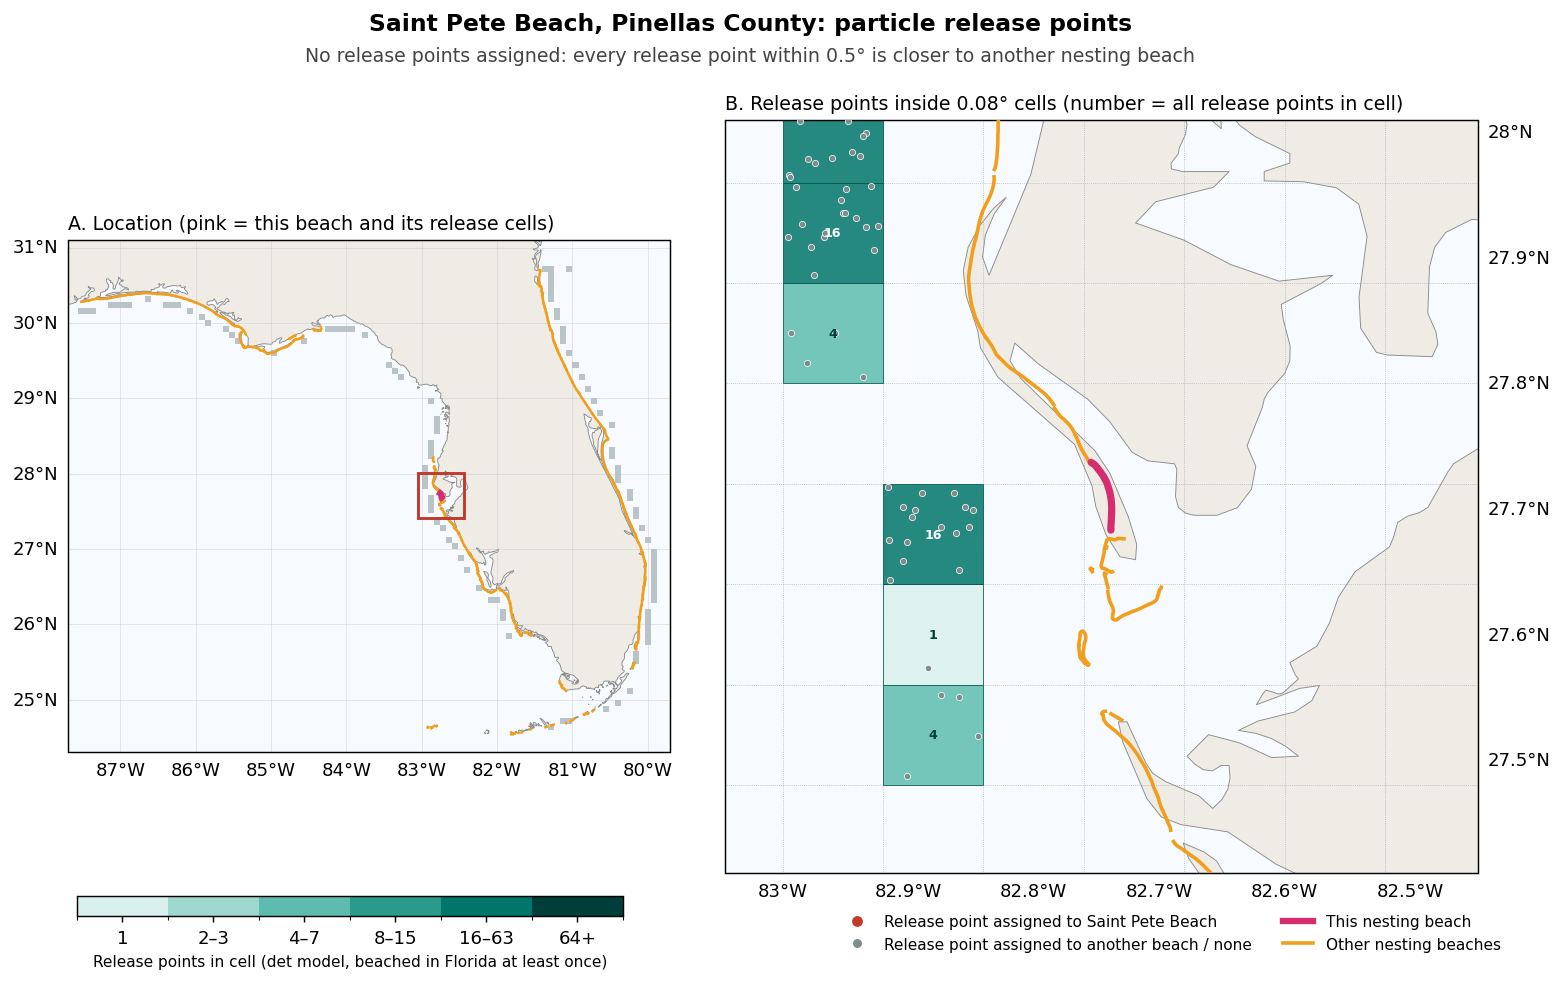 Saint Pete Beach, Pinellas County: particle release points
No release points assigned: every release point within 0.5° is closer to another nesting beach
A. Location (pink = this beach and its release cells)
31°N
30°N
29°N
28°N
27°N
26°N
25°N
87°W 86°W 85°W 84°W 83°W 82°W 81°W 80°W
B. Release points inside 0.08° cells (number = all release points in cell)
16
4
16
1
4
28°N
27.9°N
27.8°N
27.7°N
27.6°N
27.5°N
83°W 82.9°W 82.8°W 82.7°W 82.6°W 82.5°W
1 2–3 4–7 8–15 16–63 64+
Release points in cell (det model, beached in Florida at least once)
Release point assigned to Saint Pete Beach
Release point assigned to another beach / none
This nesting beach
Other nesting beaches